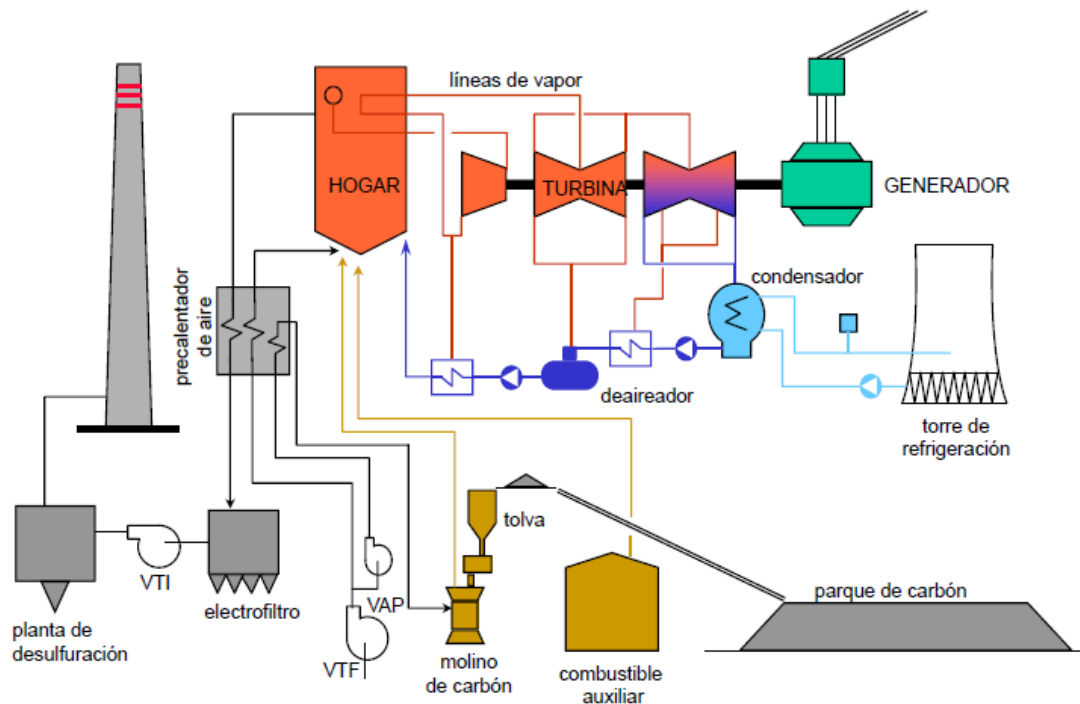 líneas de vapor
HOGAR
TURBINA
GENERADOR
condensador
precalentador
de aire
deaireador
torre de
refrigeración
tolva
VTI
electrofiltro
VAP
parque de carbón
planta de
desulfuración
VTF
molino
de carbón
combustible
auxiliar